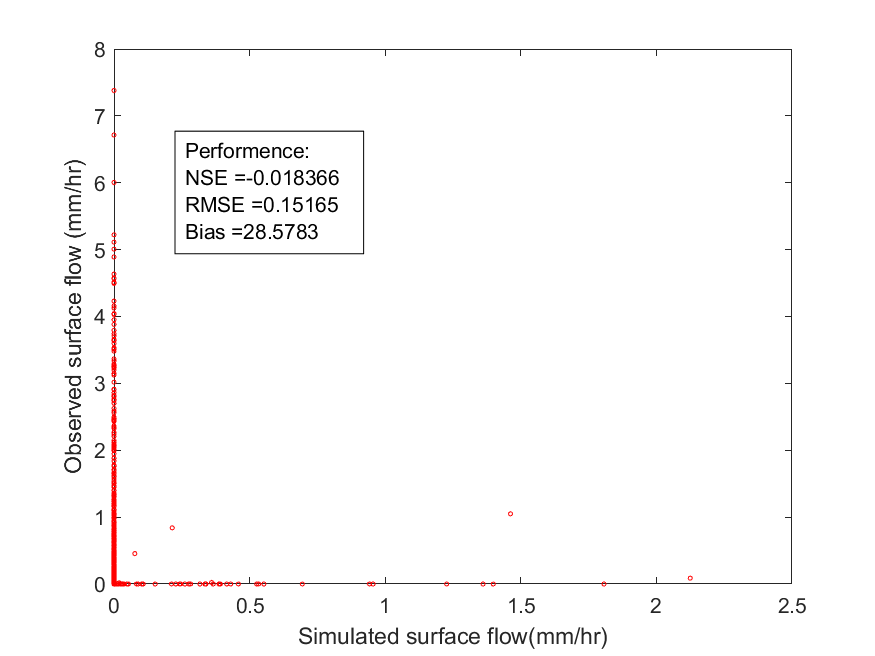 8
7
6
5
4
3
2
1
0
Observed surface flow (mm/hr)
Performence:
NSE =-0.018366
RMSE =0.15165
Bias =28.5783
0 0.5 1 1.5 2 2.5
Simulated surface flow(mm/hr)